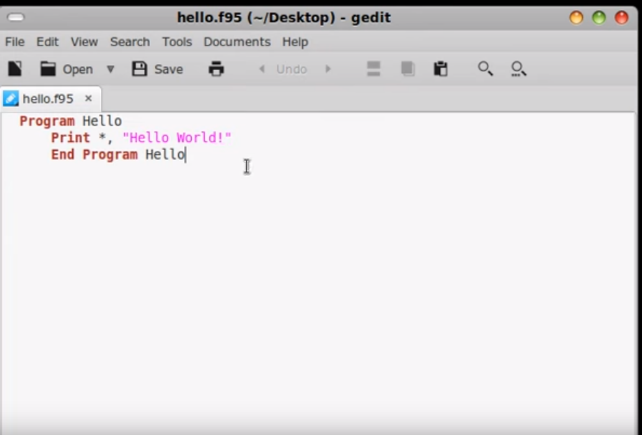 hello.f95 (~/Desktop) - gedit
File Edit View Search Tools Documents Help
Open Save Undo
hello.f95 ×
Program Hello
    Print *, "Hello World!"
    End Program Hello